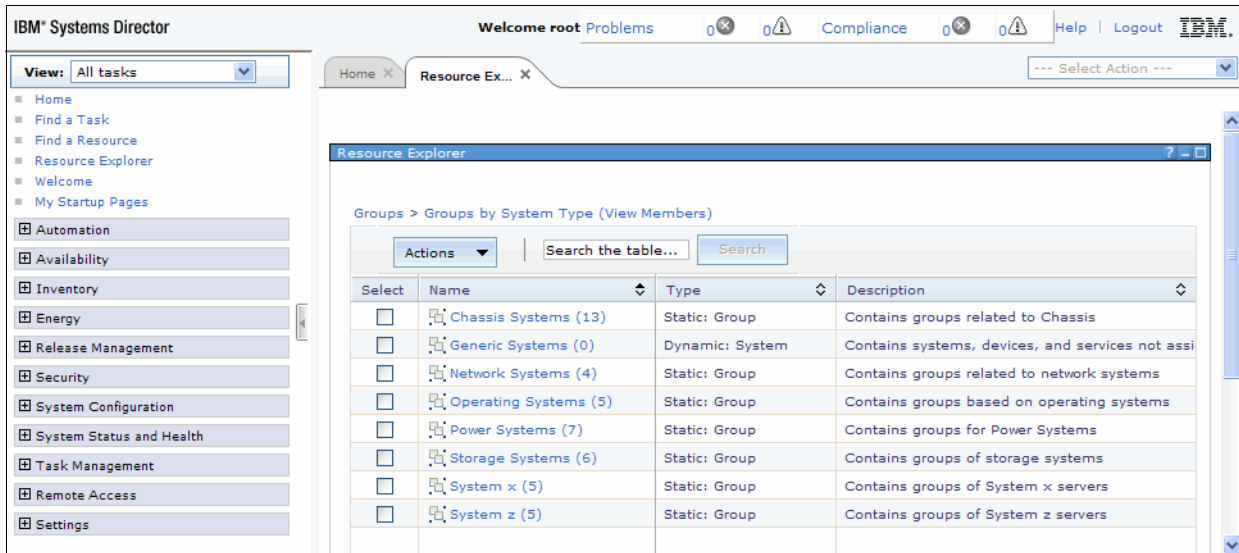 IBM® Systems Director
Welcome root Problems 0 0 Compliance 0 0 Help | Logout IBM.
View: All tasks
Home
Find a Task
Find a Resource
Resource Explorer
Welcome
My Startup Pages
Automation
Availability
Inventory
Energy
Release Management
Security
System Configuration
System Status and Health
Task Management
Remote Access
Settings
Home
Resource Ex...
--- Select Action ---
Resource Explorer
Groups > Groups by System Type (View Members)
Actions Search the table... Search
Select Name Type Description
Chassis Systems (13) Static: Group Contains groups related to Chassis
Generic Systems (0) Dynamic: System Contains systems, devices, and services not assi
Network Systems (4) Static: Group Contains groups related to network systems
Operating Systems (5) Static: Group Contains groups based on operating systems
Power Systems (7) Static: Group Contains groups for Power Systems
Storage Systems (6) Static: Group Contains groups of storage systems
System x (5) Static: Group Contains groups of System x servers
System z (5) Static: Group Contains groups of System z servers